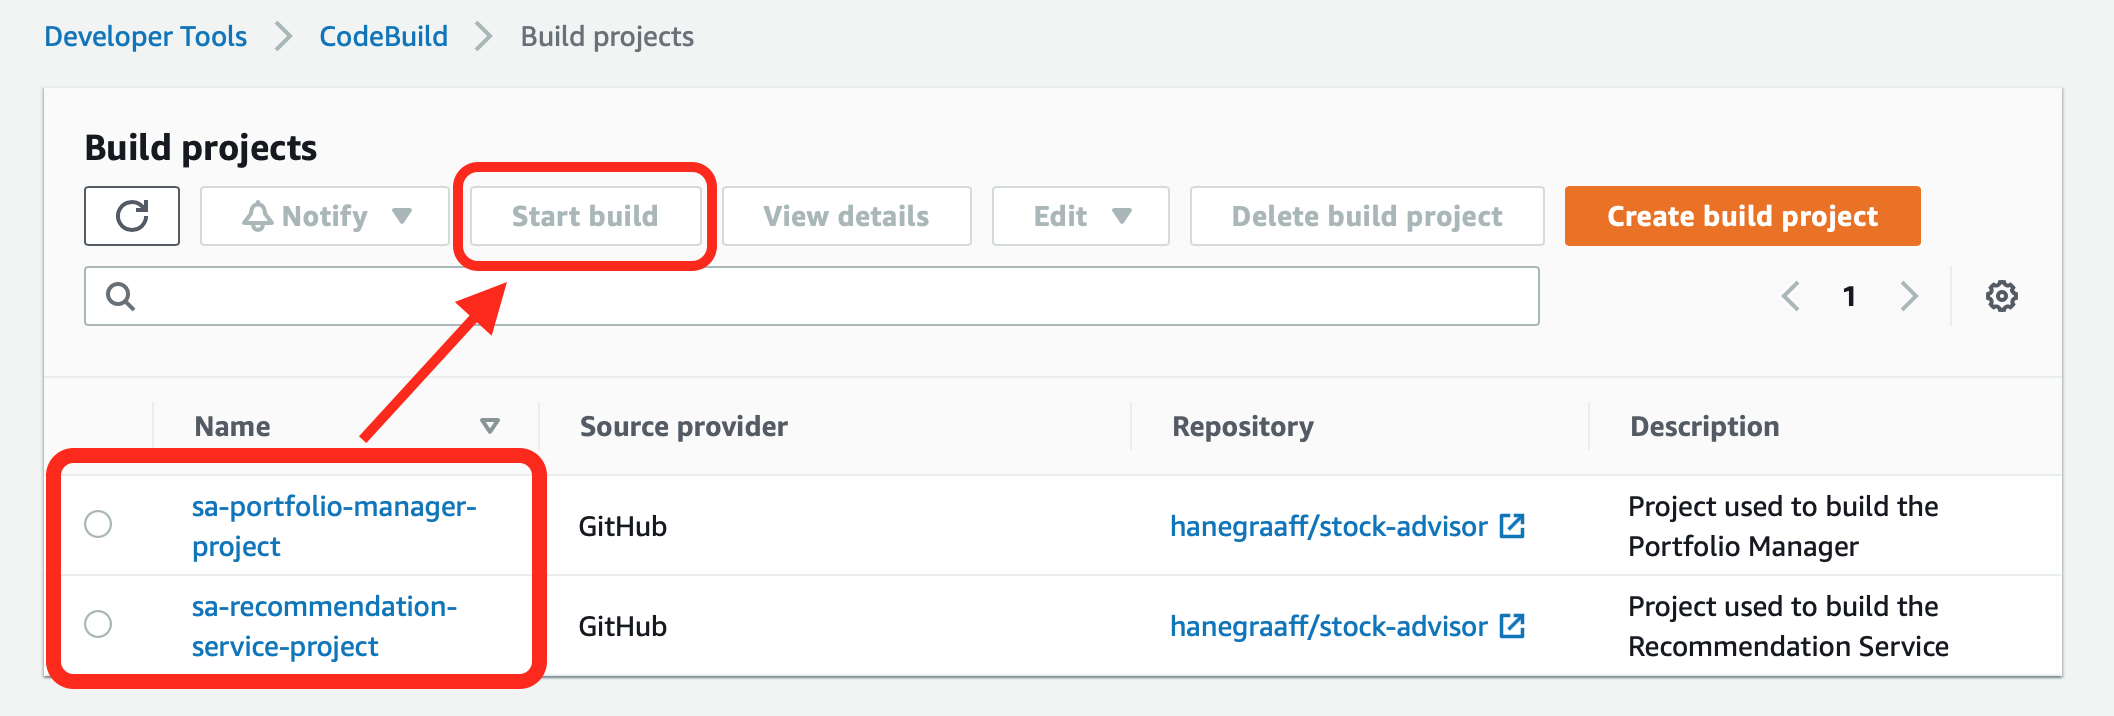 Developer Tools > CodeBuild > Build projects
Build projects
Notify Start build View details Edit Delete build project Create build project
1
Name Source provider Repository Description
sa-portfolio-manager-
project
GitHub
hanegraaff/stock-advisor
Project used to build the
Portfolio Manager
sa-recommendation-
service-project
GitHub
hanegraaff/stock-advisor
Project used to build the
Recommendation Service